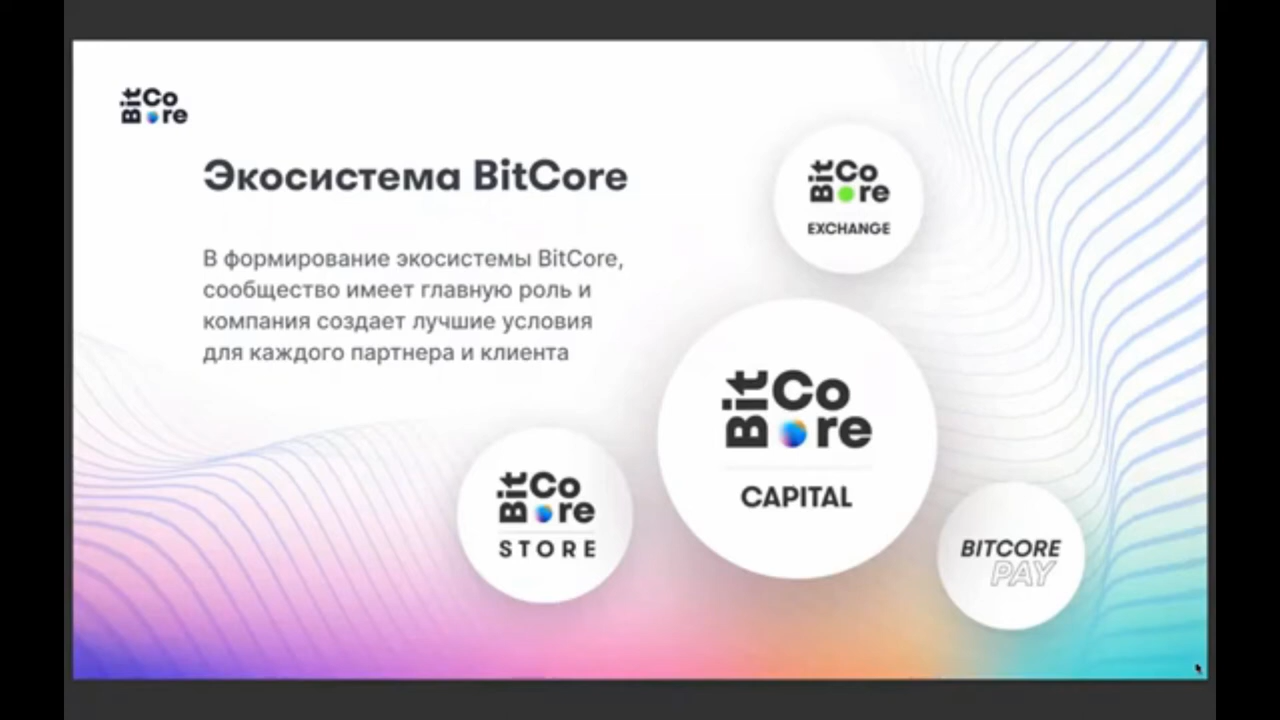 BitCore
Экосистема BitCore
В формирование экосистемы BitCore,
сообщество имеет главную роль и
компания создает лучшие условия
для каждого партнера и клиента
BitCore
EXCHANGE
BitCore
CAPITAL
BitCore
STORE
BITCORE
PAY